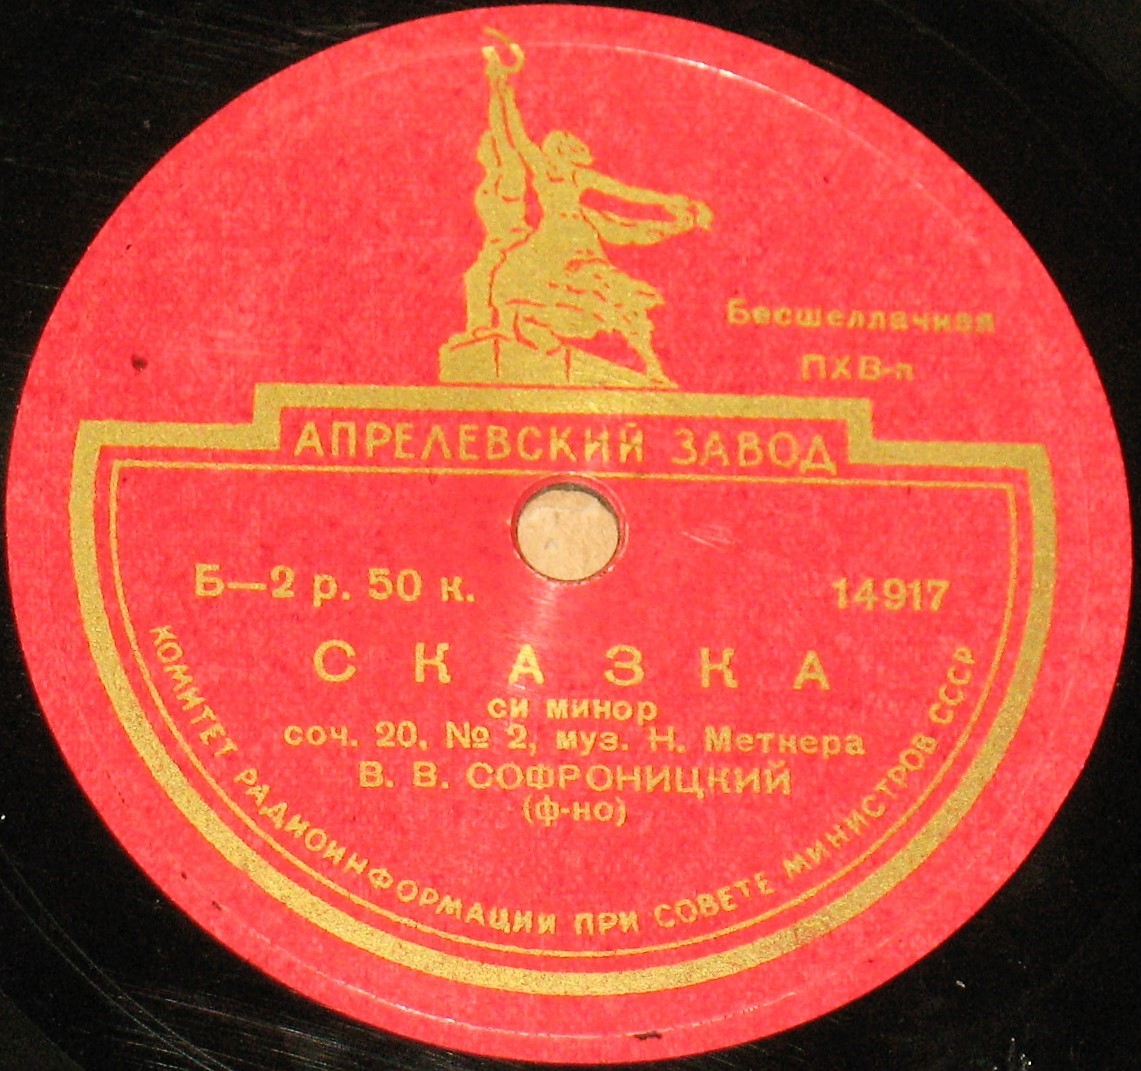 Бесшеллачная
ПХВ-п
АПРЕЛЕВСКИЙ ЗАВОД
Б—2 р. 50 к.
14917
СКАЗКА
си минор
соч. 20, № 2, муз. Н. Метнера
В. В. СОФРОНИЦКИЙ
(ф-но)
КОМИТЕТ РАДИОИНФОРМАЦИИ ПРИ СОВЕТЕ МИНИСТРОВ СССР